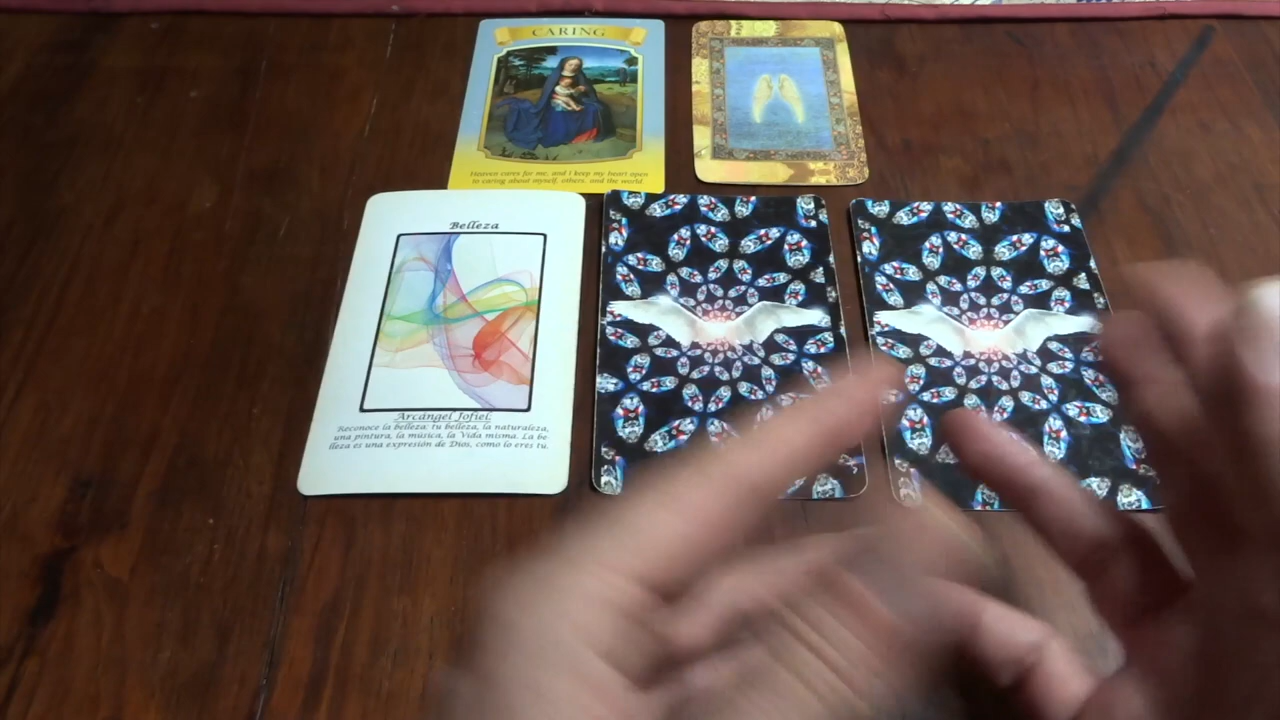 CARING
Heaven cares for me, and I keep my heart open
to caring about myself, others, and the world.
Belleza
Arcángel Jofiel:
Reconoce la belleza: tu belleza, la naturaleza,
una pintura, la música, la Vida misma. La be-
lleza es una expresión de Dios, como lo eres tú.